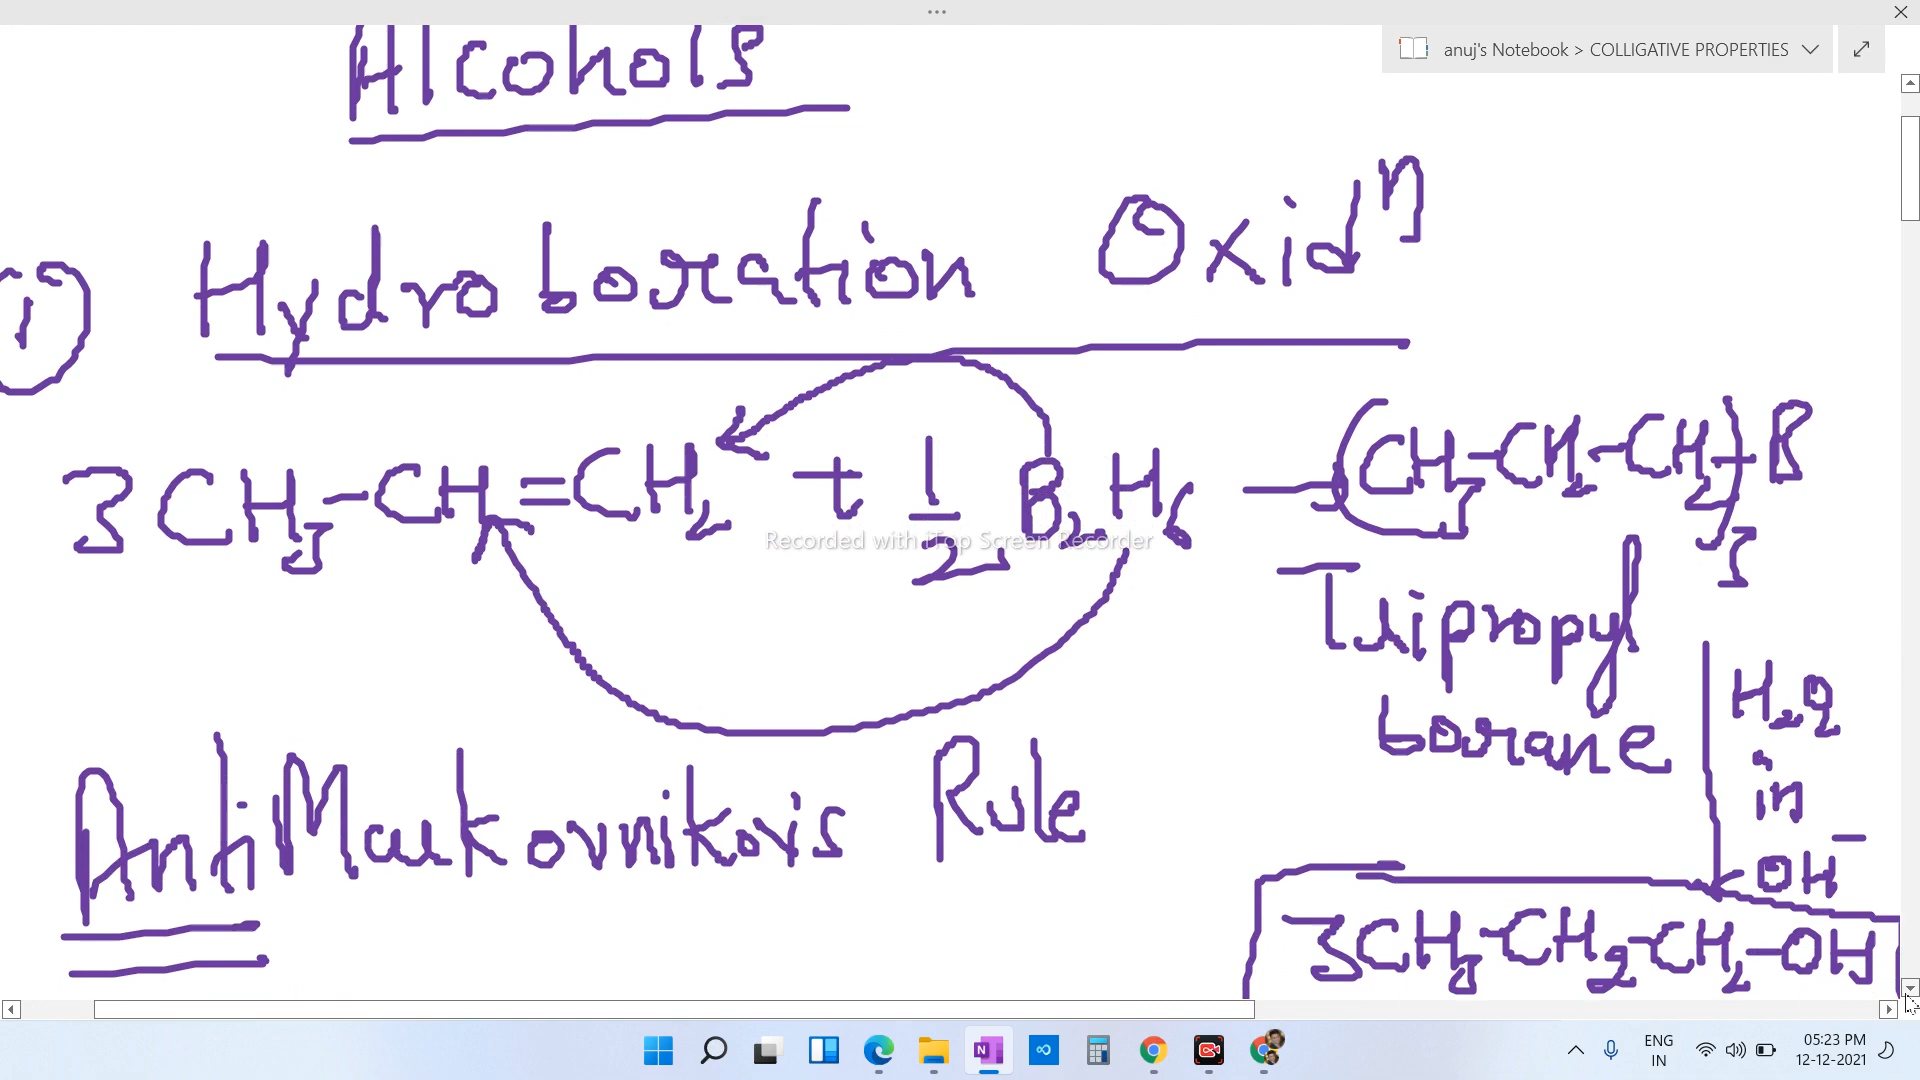 anuj's Notebook > COLLIGATIVE PROPERTIES
Alcohols
1 Hydroboration Oxidⁿ
3CH₃-CH=CH₂ + 1/2 B₂H₆ → (CH₃-CH₂-CH₂)₃B
Recorded with iTop Screen Recorder
Tripropyl
borane
H₂O₂
in
OH⁻
Anti Markovnikovis Rule
3CH₃-CH₂-CH₂-OH
ENG
IN
05:23 PM
12-12-2021